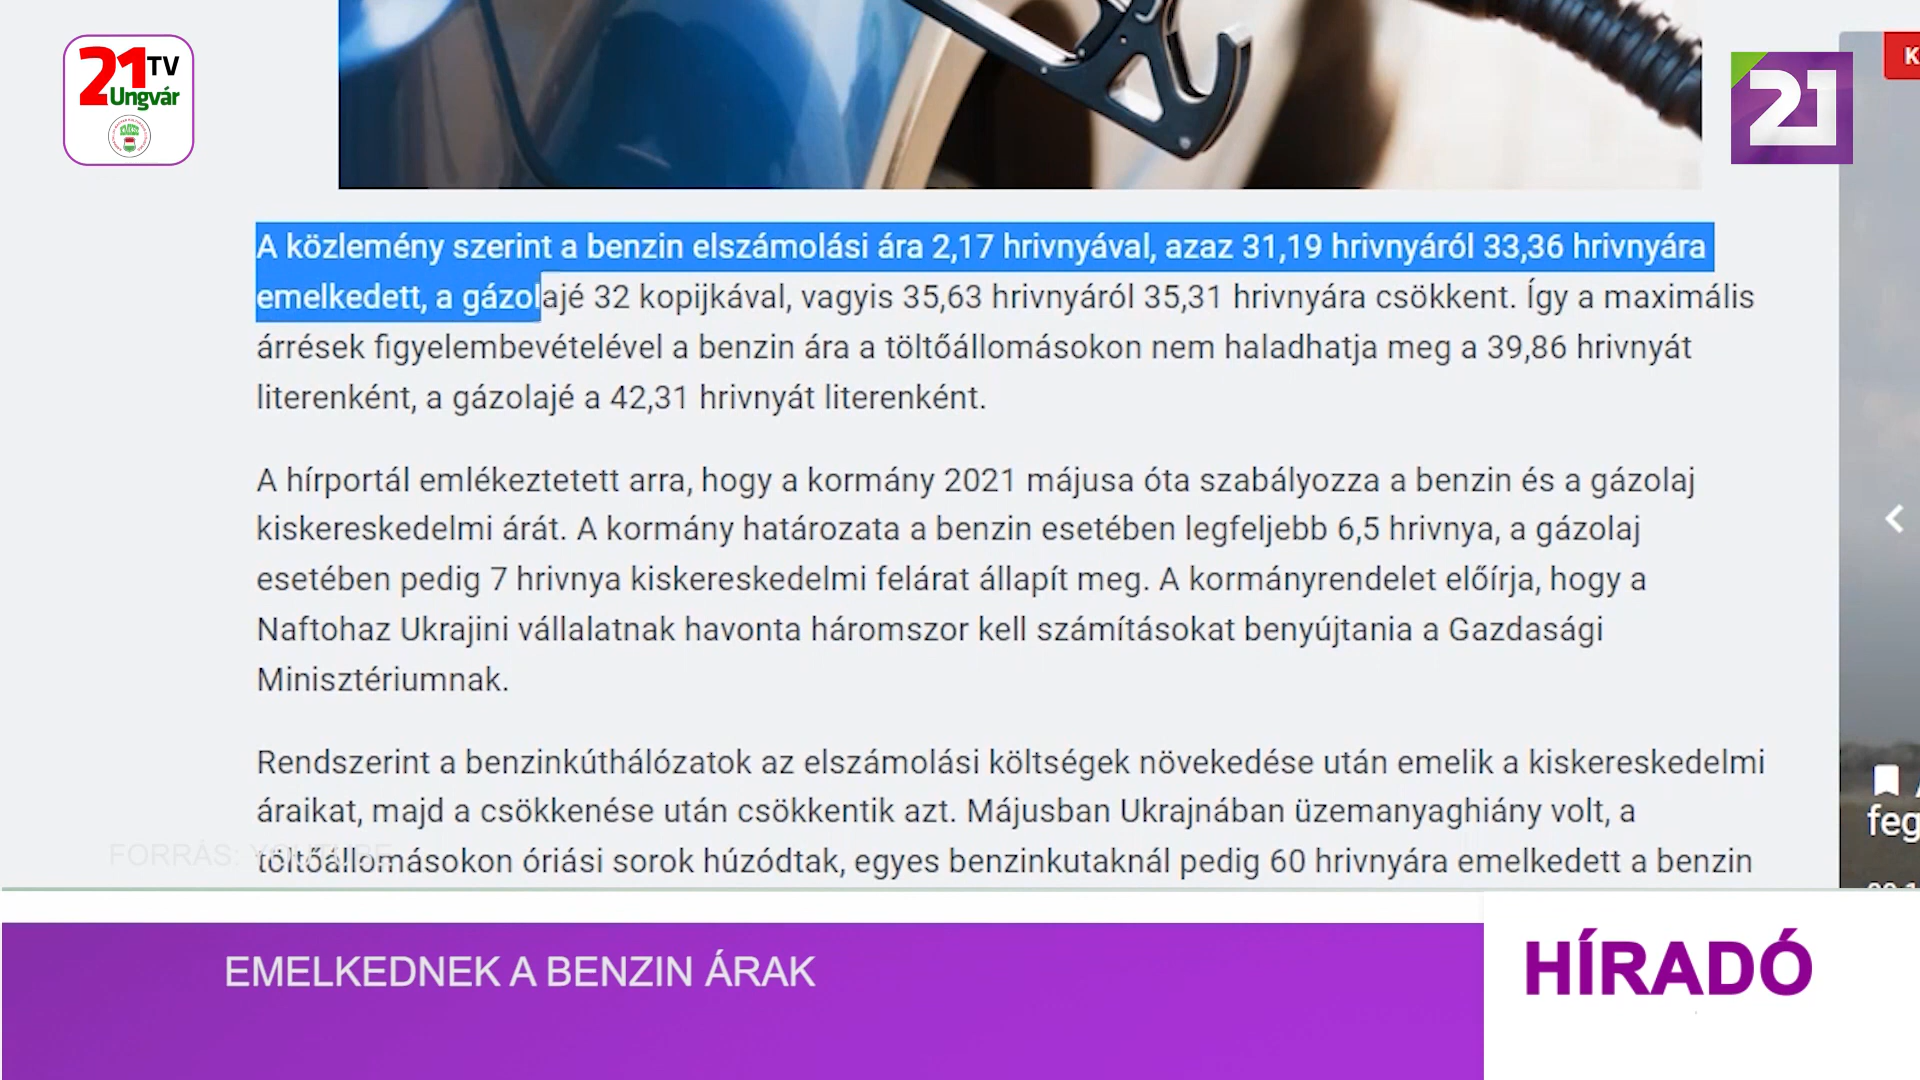 21 TV
Ungvár
21
K
A közlemény szerint a benzin elszámolási ára 2,17 hrivnyával, azaz 31,19 hrivnyáról 33,36 hrivnyára
emelkedett, a gázolajé 32 kopijkával, vagyis 35,63 hrivnyáról 35,31 hrivnyára csökkent. Így a maximális
árrések figyelembevételével a benzin ára a töltőállomásokon nem haladhatja meg a 39,86 hrivnyát
literenként, a gázolajé a 42,31 hrivnyát literenként.
A hírportál emlékeztetett arra, hogy a kormány 2021 májusa óta szabályozza a benzin és a gázolaj
kiskereskedelmi árát. A kormány határozata a benzin esetében legfeljebb 6,5 hrivnya, a gázolaj
esetében pedig 7 hrivnya kiskereskedelmi felárat állapít meg. A kormányrendelet előírja, hogy a
Naftohaz Ukrajini vállalatnak havonta háromszor kell számításokat benyújtania a Gazdasági
Minisztériumnak.
Rendszerint a benzinkúthálózatok az elszámolási költségek növekedése után emelik a kiskereskedelmi
áraikat, majd a csökkenése után csökkentik azt. Májusban Ukrajnában üzemanyaghiány volt, a
töltőállomásokon óriási sorok húzódtak, egyes benzinkutaknál pedig 60 hrivnyára emelkedett a benzin
feg
FORRÁS: YOUTUBE
EMELKEDNEK A BENZIN ÁRAK
HÍRADÓ